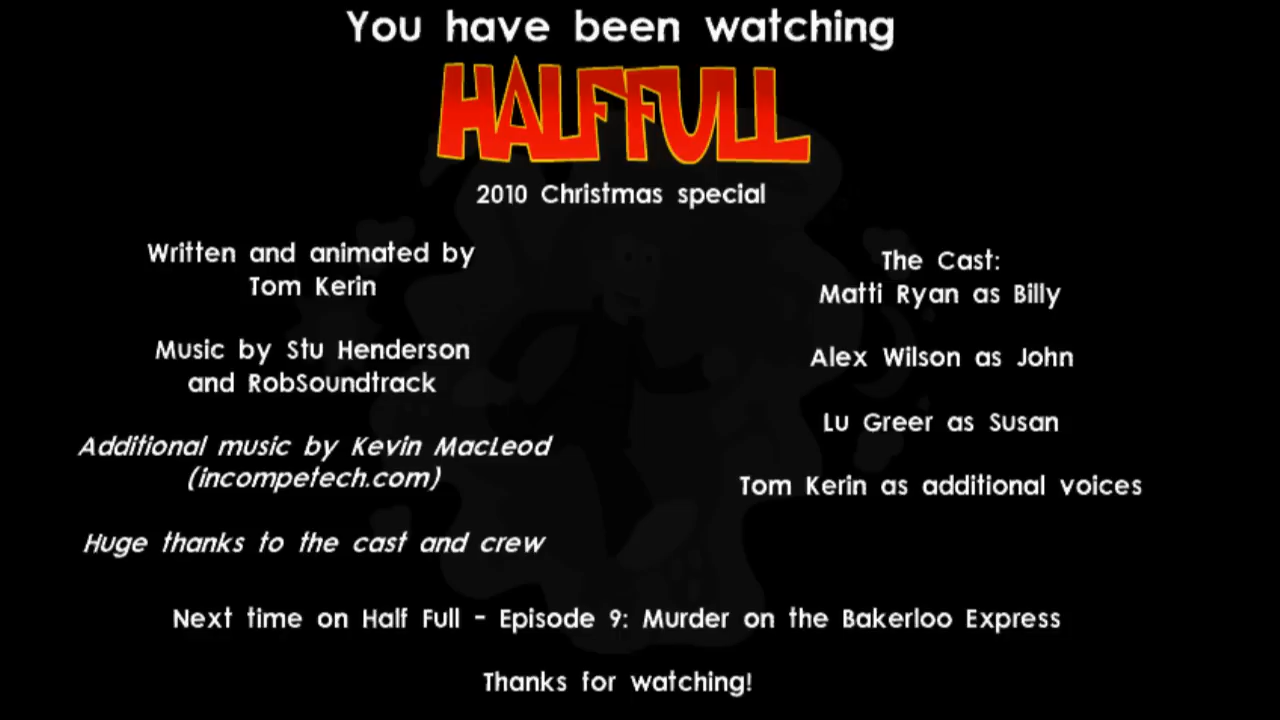 You have been watching
HALF FULL
2010 Christmas special
Written and animated by
Tom Kerin
Music by Stu Henderson
and RobSoundtrack
Additional music by Kevin MacLeod
(incompetech.com)
Huge thanks to the cast and crew
The Cast:
Matti Ryan as Billy
Alex Wilson as John
Lu Greer as Susan
Tom Kerin as additional voices
Next time on Half Full - Episode 9: Murder on the Bakerloo Express
Thanks for watching!